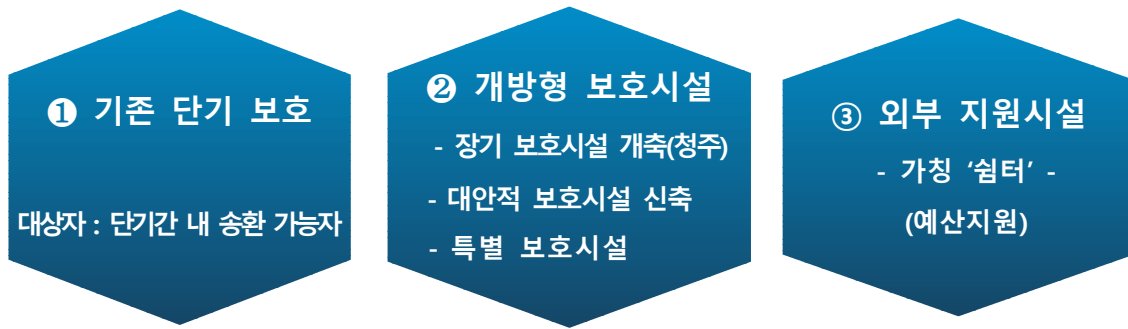 ❶ 기존 단기 보호
대상자 : 단기간 내 송환 가능자
❷ 개방형 보호시설
- 장기 보호시설 개축(청주)
- 대안적 보호시설 신축
- 특별 보호시설
③ 외부 지원시설
- 가칭 ‘쉼터’ -
(예산지원)